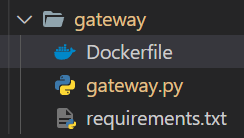 gateway
Dockerfile
gateway.py
requirements.txt